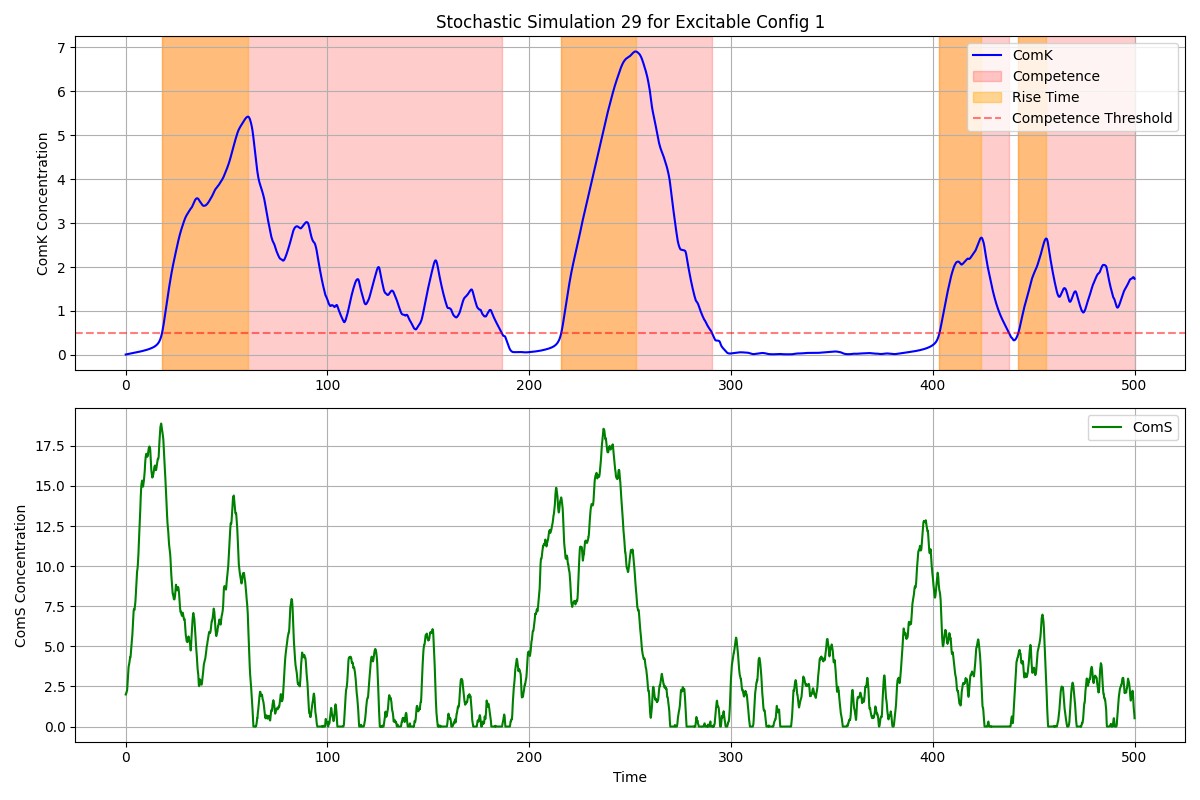 Stochastic Simulation 29 for Excitable Config 1
ComK Concentration
7
6
5
4
3
2
1
0
0 100 200 300 400 500
ComK
Competence
Rise Time
Competence Threshold
ComS Concentration
17.5
15.0
12.5
10.0
7.5
5.0
2.5
0.0
0 100 200 300 400 500
ComS
Time